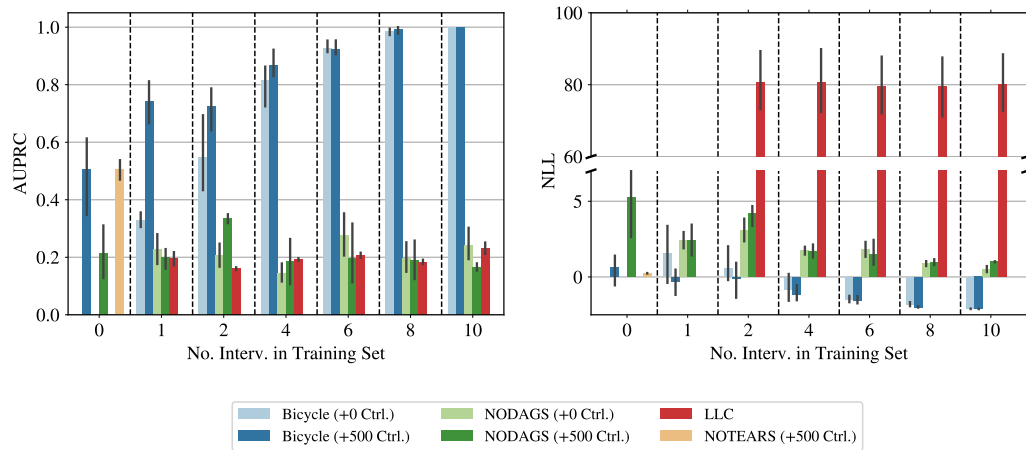 1.0
0.8
0.6
0.4
0.2
0.0
AUPRC
0 1 2 4 6 8 10
No. Interv. in Training Set
100
80
60
5
0
NLL
0 1 2 4 6 8 10
No. Interv. in Training Set
Bicycle (+0 Ctrl.) NODAGS (+0 Ctrl.) LLC
Bicycle (+500 Ctrl.) NODAGS (+500 Ctrl.) NOTEARS (+500 Ctrl.)